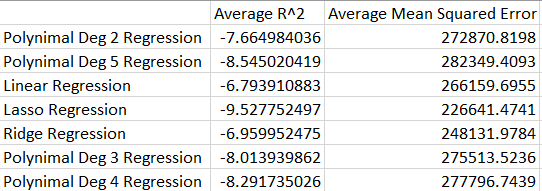 Average R^2 Average Mean Squared Error
Polynimal Deg 2 Regression -7.664984036 272870.8198
Polynimal Deg 5 Regression -8.545020419 282349.4093
Linear Regression -6.793910883 266159.6955
Lasso Regression -9.527752497 226641.4741
Ridge Regression -6.959952475 248131.9784
Polynimal Deg 3 Regression -8.013939862 275513.5236
Polynimal Deg 4 Regression -8.291735026 277796.7439